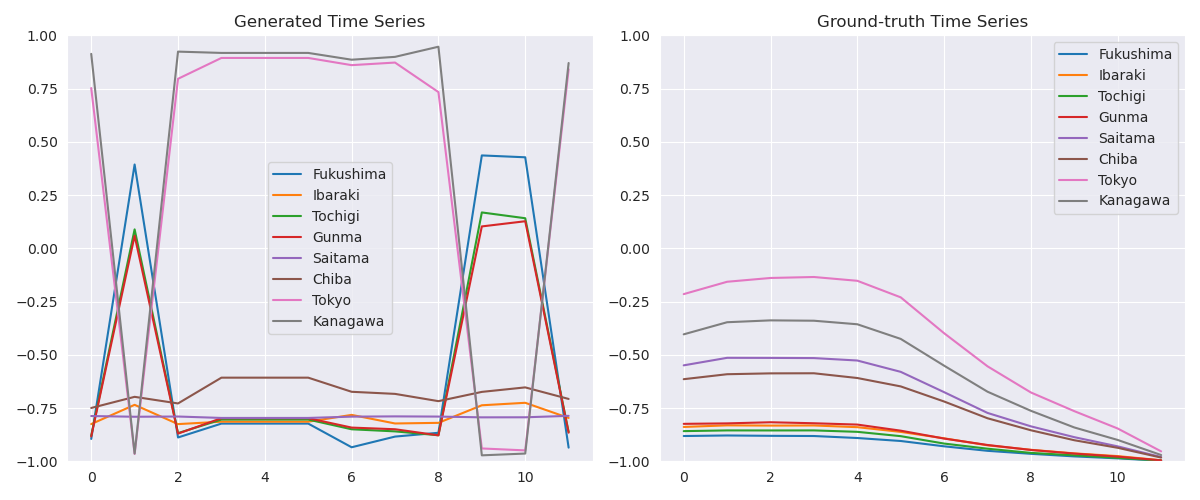 Generated Time Series
1.00
0.75
0.50
0.25
0.00
−0.25
−0.50
−0.75
−1.00
0 2 4 6 8 10
Fukushima
Ibaraki
Tochigi
Gunma
Saitama
Chiba
Tokyo
Kanagawa
Ground-truth Time Series
1.00
0.75
0.50
0.25
0.00
−0.25
−0.50
−0.75
−1.00
0 2 4 6 8 10
Fukushima
Ibaraki
Tochigi
Gunma
Saitama
Chiba
Tokyo
Kanagawa